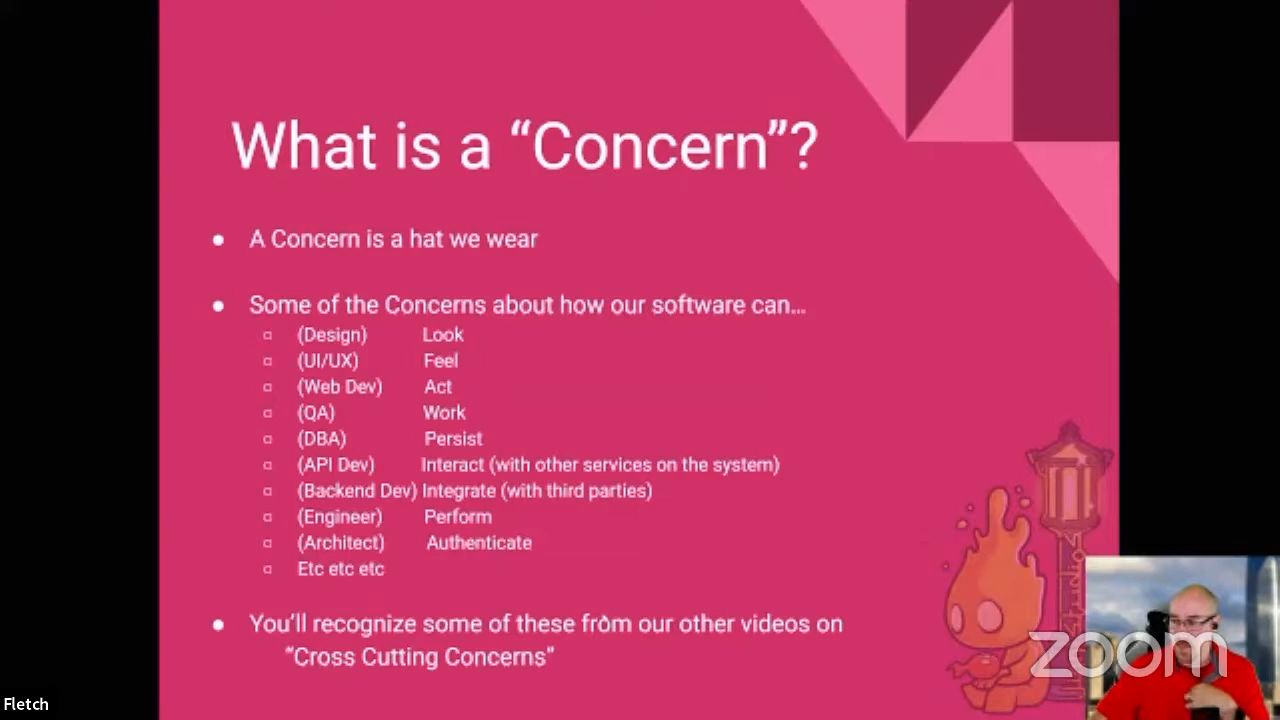 What is a “Concern”?
● A Concern is a hat we wear
● Some of the Concerns about how our software can...
(Design) Look
(UI/UX) Feel
(Web Dev) Act
(QA) Work
(DBA) Persist
(API Dev) Interact (with other services on the system)
(Backend Dev) Integrate (with third parties)
(Engineer) Perform
(Architect) Authenticate
Etc etc etc
● You’ll recognize some of these from our other videos on
“Cross Cutting Concerns”
zoom
Fletch